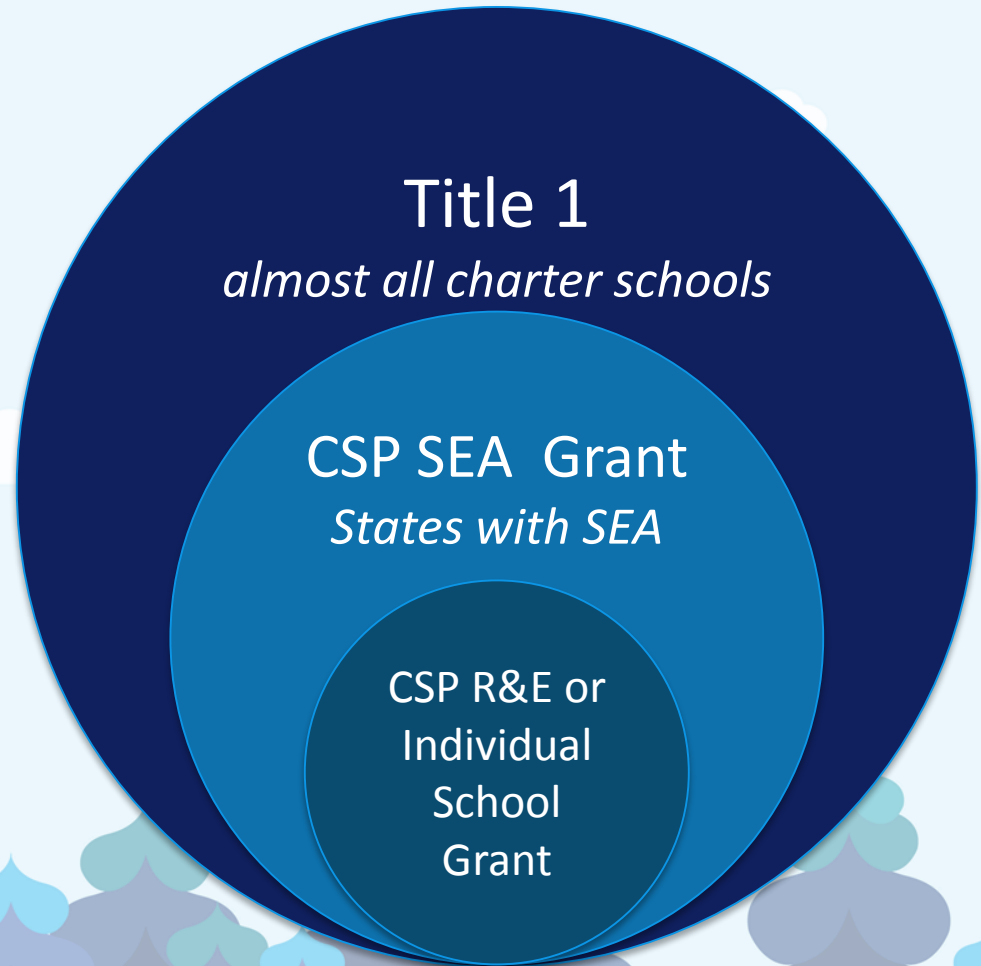 Title 1
almost all charter schools
CSP SEA Grant
States with SEA
CSP R&E or
Individual
School
Grant